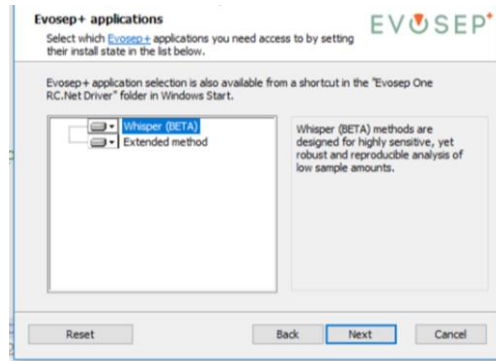 Evosep+ applications
EVOSEP+
Select which Evosep+ applications you need access to by setting
their install state in the list below.
Evosep+ application selection is also available from a shortcut in the "Evosep One
RC.Net Driver" folder in Windows Start.
Whisper (BETA)
Extended method
Whisper (BETA) methods are
designed for highly sensitive, yet
robust and reproducible analysis of
low sample amounts.
Reset
Back
Next
Cancel